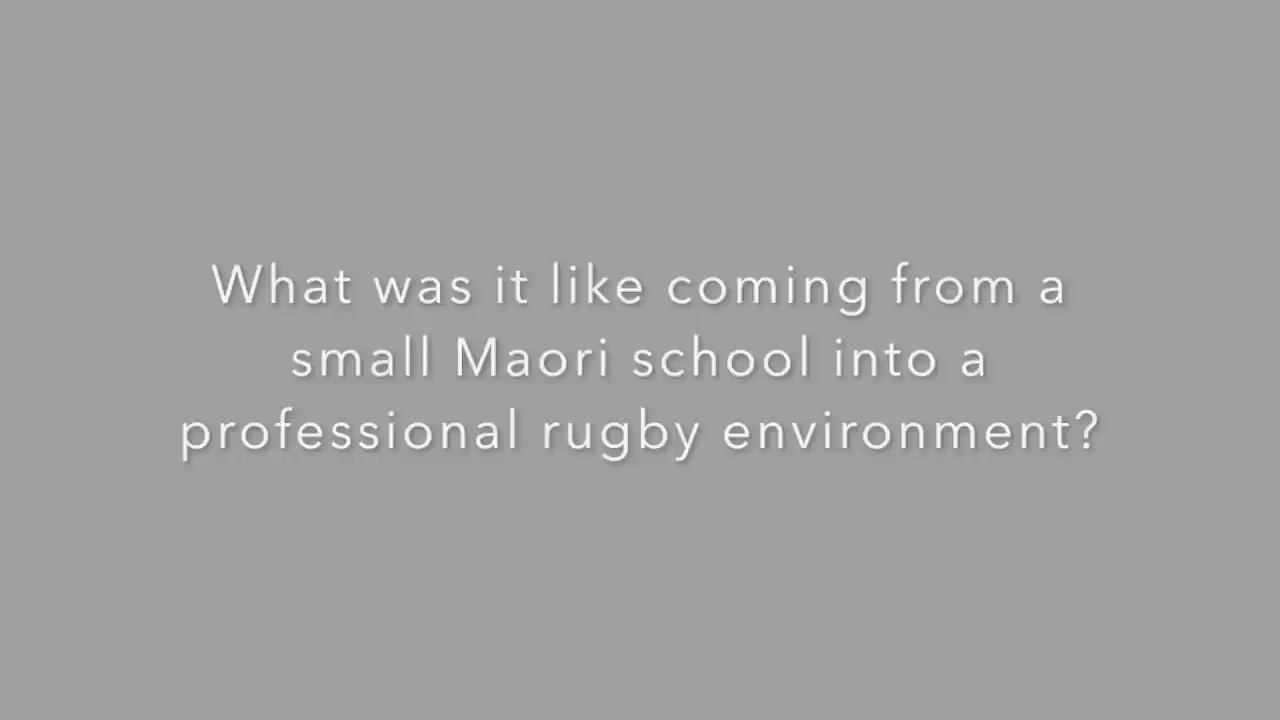 What was it like coming from a
small Maori school into a
professional rugby environment?